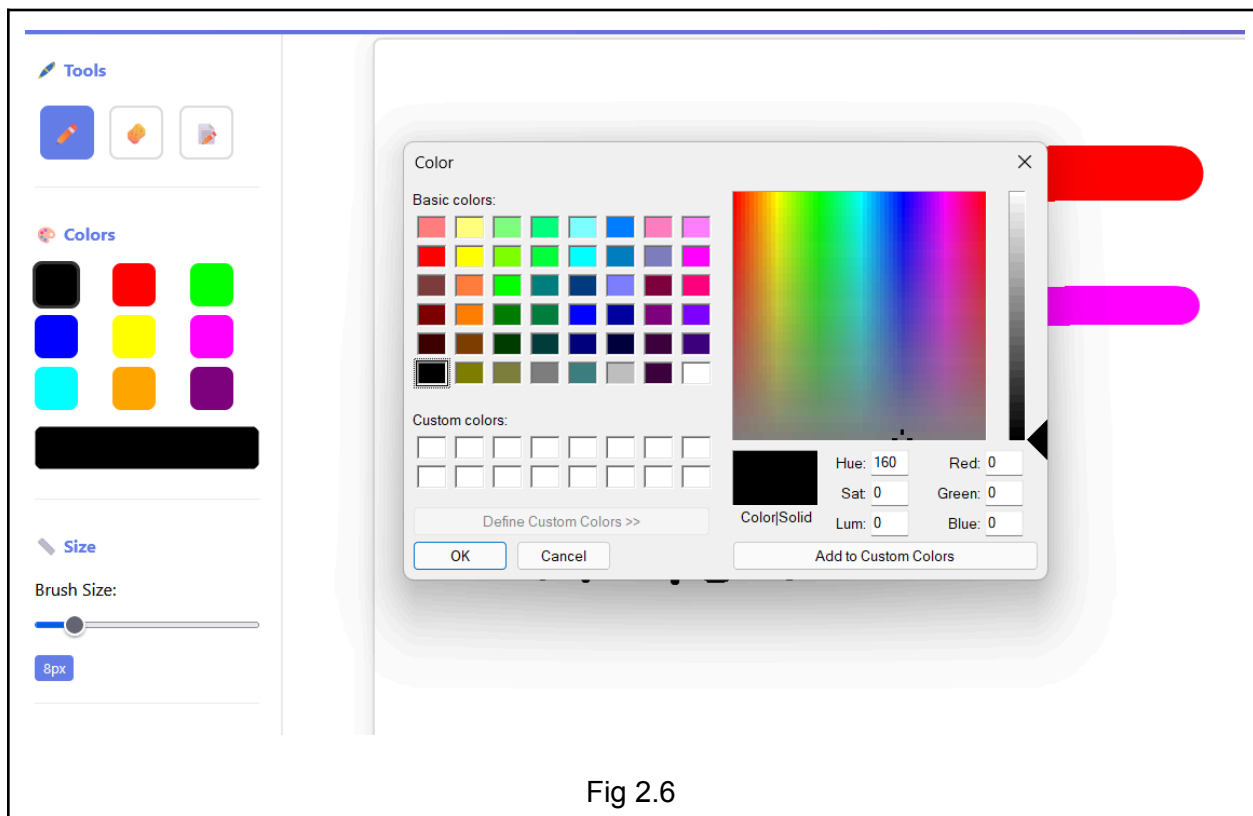 Tools
Colors
Size
Brush Size:
8px
Color
Basic colors:
Custom colors:
Define Custom Colors >>
OK
Cancel
Color|Solid
Hue: 160
Sat: 0
Lum: 0
Red: 0
Green: 0
Blue: 0
Add to Custom Colors
Fig 2.6